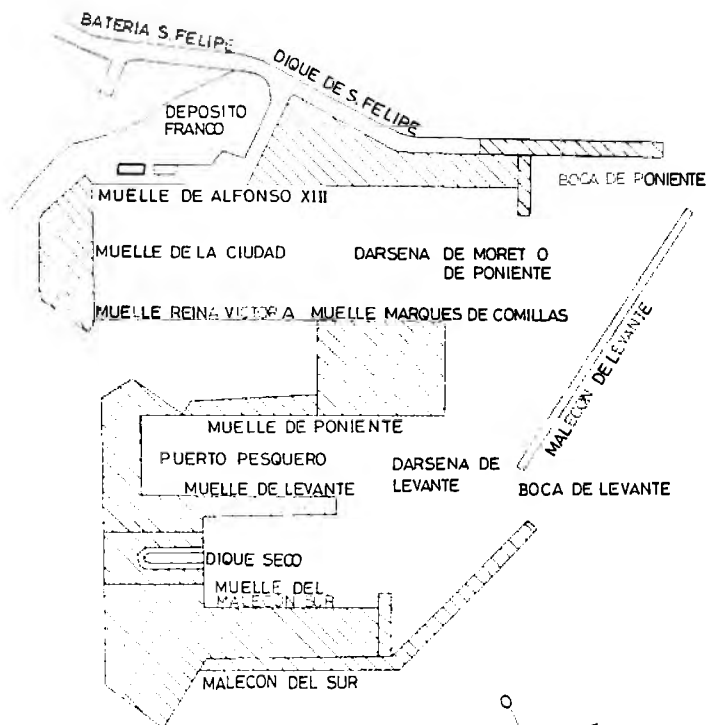 BATERIA S. FELIPE
DIQUE DE S. FELIPE
DEPOSITO
FRANCO
BOCA DE PONIENTE
MUELLE DE ALFONSO XIII
MUELLE DE LA CIUDAD
DARSENA DE MORET O
DE PONIENTE
MUELLE REINA VICTORIA
MUELLE MARQUES DE COMILLAS
MALECON DE LEVANTE
MUELLE DE PONIENTE
PUERTO PESQUERO
DARSENA DE
LEVANTE
MUELLE DE LEVANTE
BOCA DE LEVANTE
DIQUE SECO
MUELLE DEL
MALECON SUR
MALECON DEL SUR
O